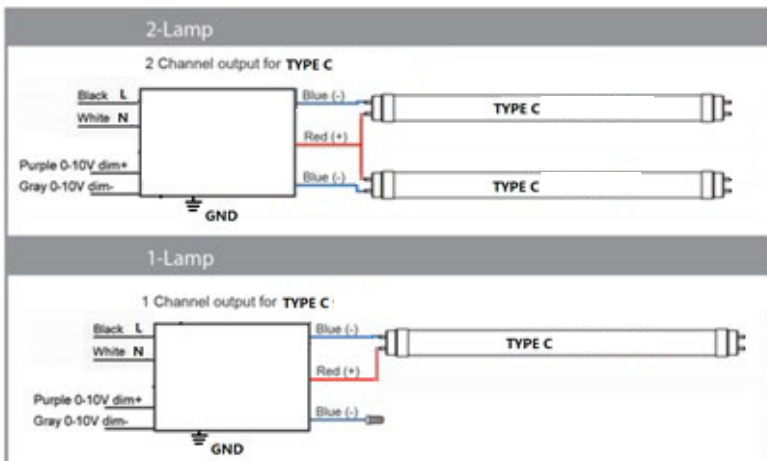 2-Lamp
2 Channel output for TYPE C
Black L
White N
Purple 0-10V dim+
Gray 0-10V dim-
GND
Blue (-)
Red (+)
Blue (-)
TYPE C
TYPE C
1-Lamp
1 Channel output for TYPE C
Black L
White N
Purple 0-10V dim+
Gray 0-10V dim-
GND
Blue (-)
Red (+)
Blue (-)
TYPE C